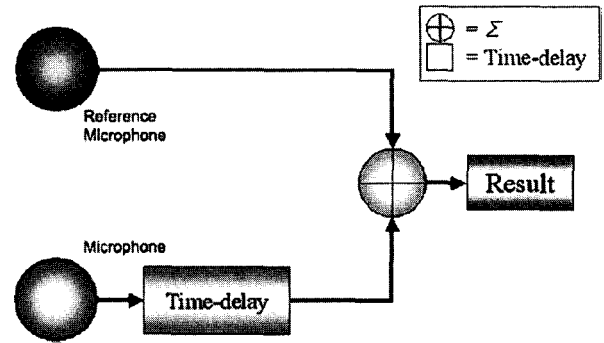 = Σ
= Time-delay
Reference
Microphone
Result
Microphone
Time-delay